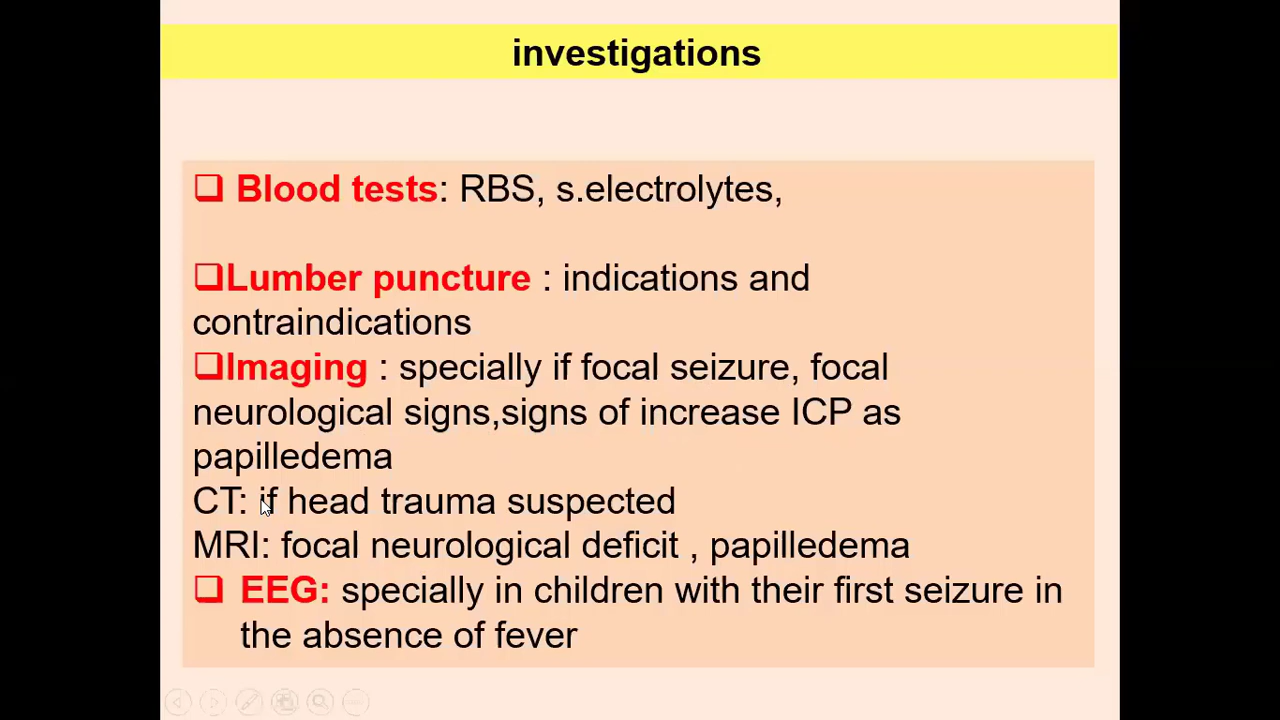 investigations
❑ Blood tests: RBS, s.electrolytes,
❑Lumber puncture : indications and
contraindications
❑Imaging : specially if focal seizure, focal
neurological signs,signs of increase ICP as
papilledema
CT: if head trauma suspected
MRI: focal neurological deficit , papilledema
❑ EEG: specially in children with their first seizure in
the absence of fever